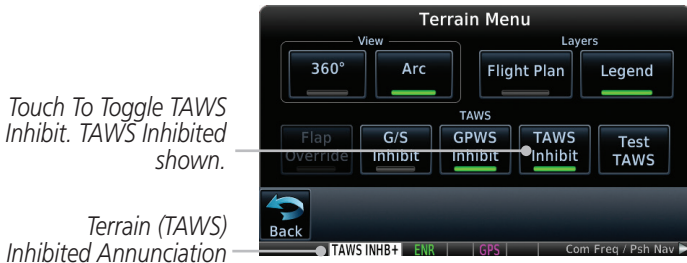 Terrain Menu
View
Layers
360°
Arc
Flight Plan
Legend
Touch To Toggle TAWS
Inhibit. TAWS Inhibited
shown.
TAWS
Flap
Override
G/S
Inhibit
GPWS
Inhibit
TAWS
Inhibit
Test
TAWS
Back
Terrain (TAWS)
Inhibited Annunciation
TAWS INHB+
ENR
GPS
Com Freq / Psh Nav